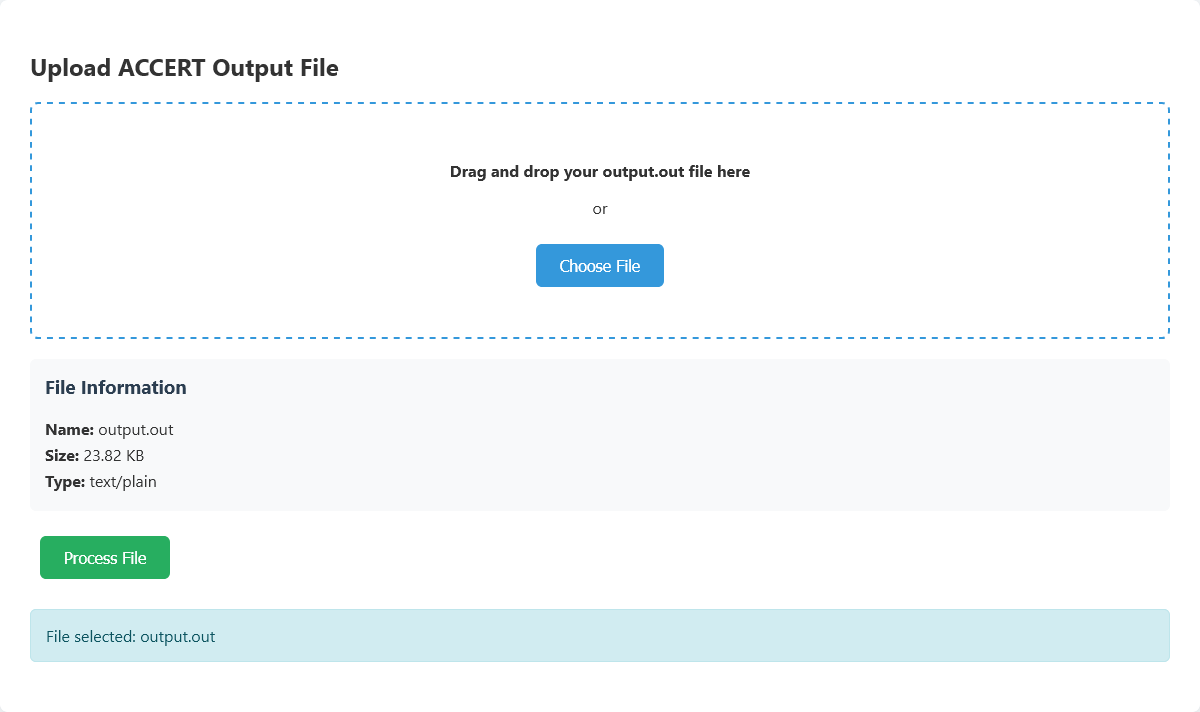 Upload ACCERT Output File
Drag and drop your output.out file here
or
Choose File
File Information
Name: output.out
Size: 23.82 KB
Type: text/plain
Process File
File selected: output.out